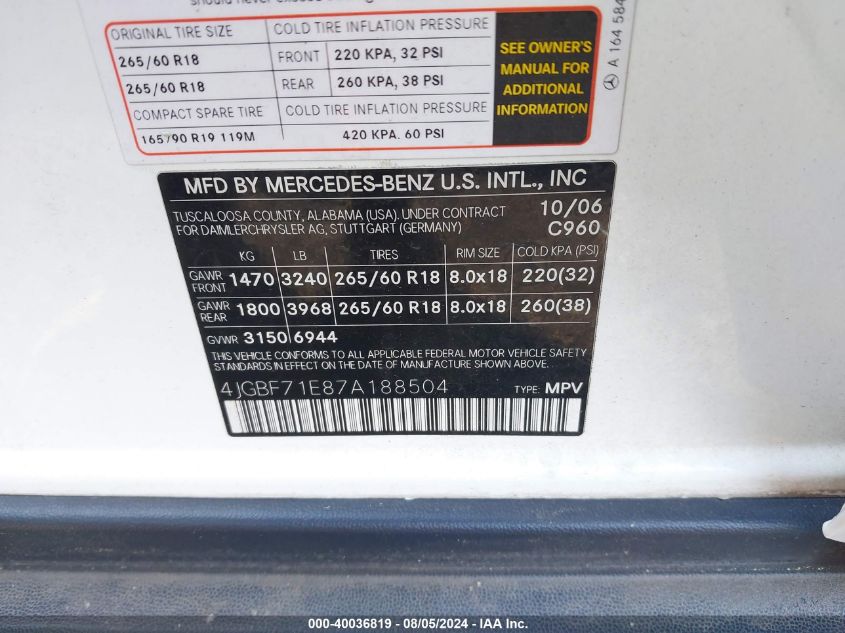 should never exceed
ORIGINAL TIRE SIZE COLD TIRE INFLATION PRESSURE
265/60 R18 FRONT 220 KPA, 32 PSI
265/60 R18 REAR 260 KPA, 38 PSI
COMPACT SPARE TIRE COLD TIRE INFLATION PRESSURE
165/90 R19 119M 420 KPA. 60 PSI
SEE OWNER'S
MANUAL FOR
ADDITIONAL
INFORMATION
A 164 584
MFD BY MERCEDES-BENZ U.S. INTL., INC
TUSCALOOSA COUNTY, ALABAMA (USA). UNDER CONTRACT 10/06
FOR DAIMLERCHRYSLER AG, STUTTGART (GERMANY) C960
KG LB TIRES RIM SIZE COLD KPA (PSI)
GAWR FRONT 1470 3240 265/60 R18 8.0x18 220(32)
GAWR REAR 1800 3968 265/60 R18 8.0x18 260(38)
GVWR 3150 6944
THIS VEHICLE CONFORMS TO ALL APPLICABLE FEDERAL MOTOR VEHICLE SAFETY
STANDARDS IN EFFECT ON THE DATE OF MANUFACTURE SHOWN ABOVE.
4JGBF71E87A188504 TYPE: MPV
000-40036819 - 08/05/2024 - IAAI.com